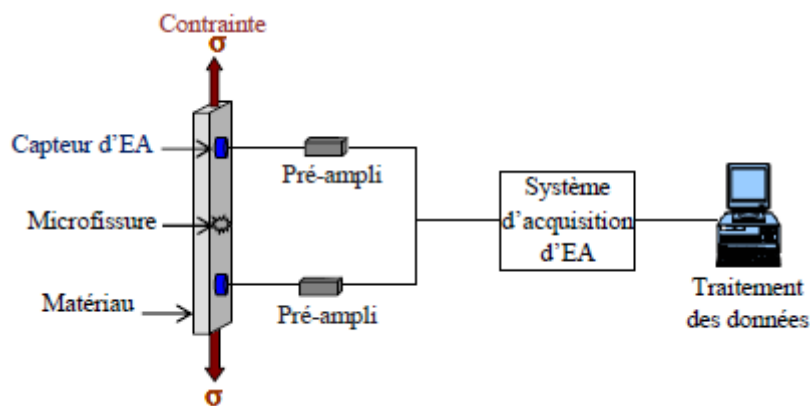 Contrainte
σ
Capteur d'EA
Pré-ampli
Microfissure
Système
d'acquisition
d'EA
Matériau
Pré-ampli
Traitement
des données
σ